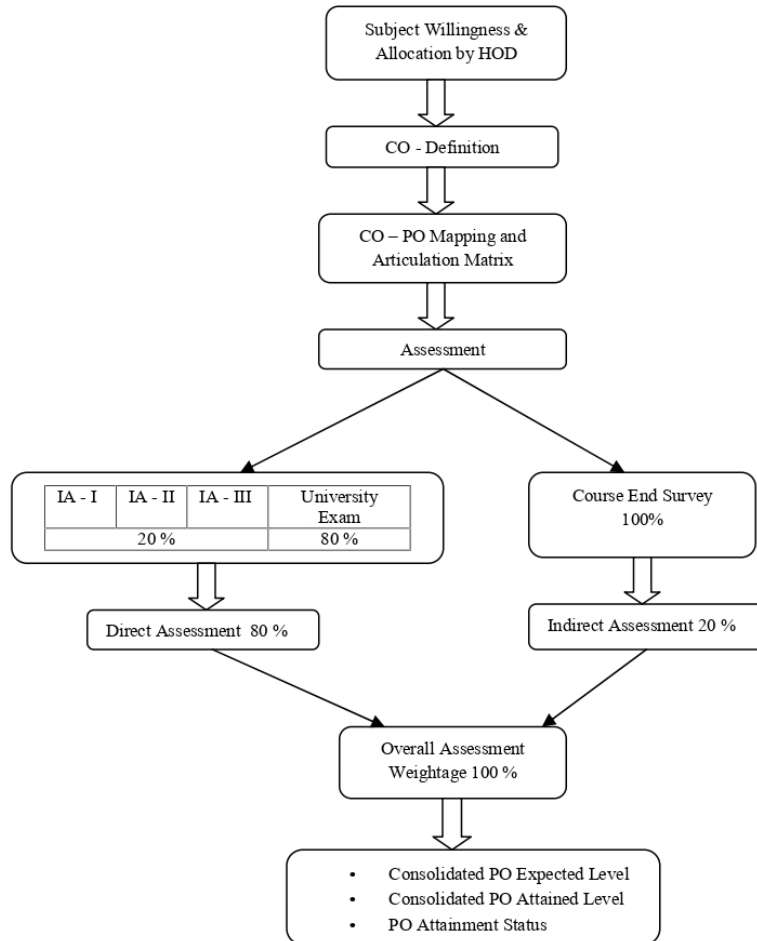 Subject Willingness &
Allocation by HOD
CO - Definition
CO – PO Mapping and
Articulation Matrix
Assessment
IA - I IA - II IA - III University
Exam
20 % 80 %
Course End Survey
100%
Direct Assessment 80 %
Indirect Assessment 20 %
Overall Assessment
Weightage 100 %
• Consolidated PO Expected Level
• Consolidated PO Attained Level
• PO Attainment Status